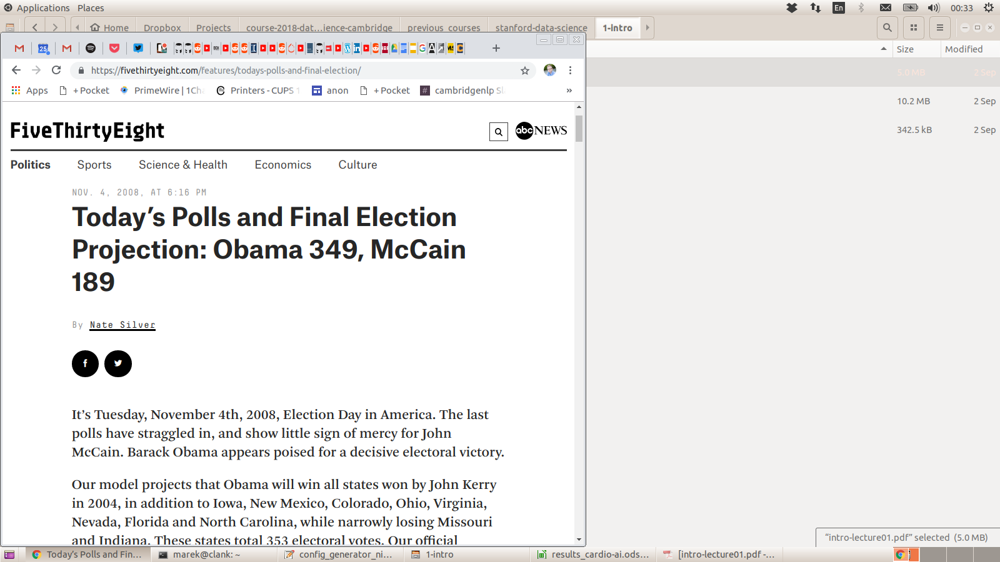 Applications Places
En
00:33
Home Dropbox Projects course-2018-dat...ience-cambridge previous_courses stanford-data-science 1-intro
Size Modified
5.0 MB 2 Sep
10.2 MB 2 Sep
342.5 kB 2 Sep
25
https://fivethirtyeight.com/features/todays-polls-and-final-election/
Apps + Pocket PrimeWire | 1Ch Printers - CUPS 1 anon + Pocket # cambridgenlp Sl »
FiveThirtyEight
abc NEWS
Politics Sports Science & Health Economics Culture
NOV. 4, 2008, AT 6:16 PM
Today’s Polls and Final Election
Projection: Obama 349, McCain
189
By Nate Silver
It’s Tuesday, November 4th, 2008, Election Day in America. The last
polls have straggled in, and show little sign of mercy for John
McCain. Barack Obama appears poised for a decisive electoral victory.
Our model projects that Obama will win all states won by John Kerry
in 2004, in addition to Iowa, New Mexico, Colorado, Ohio, Virginia,
Nevada, Florida and North Carolina, while narrowly losing Missouri
and Indiana. These states total 353 electoral votes. Our official
“intro-lecture01.pdf” selected (5.0 MB)
Today’s Polls and Fin... marek@clank: ~ config_generator_ni... 1-intro results_cardio-ai.ods... [intro-lecture01.pdf -...